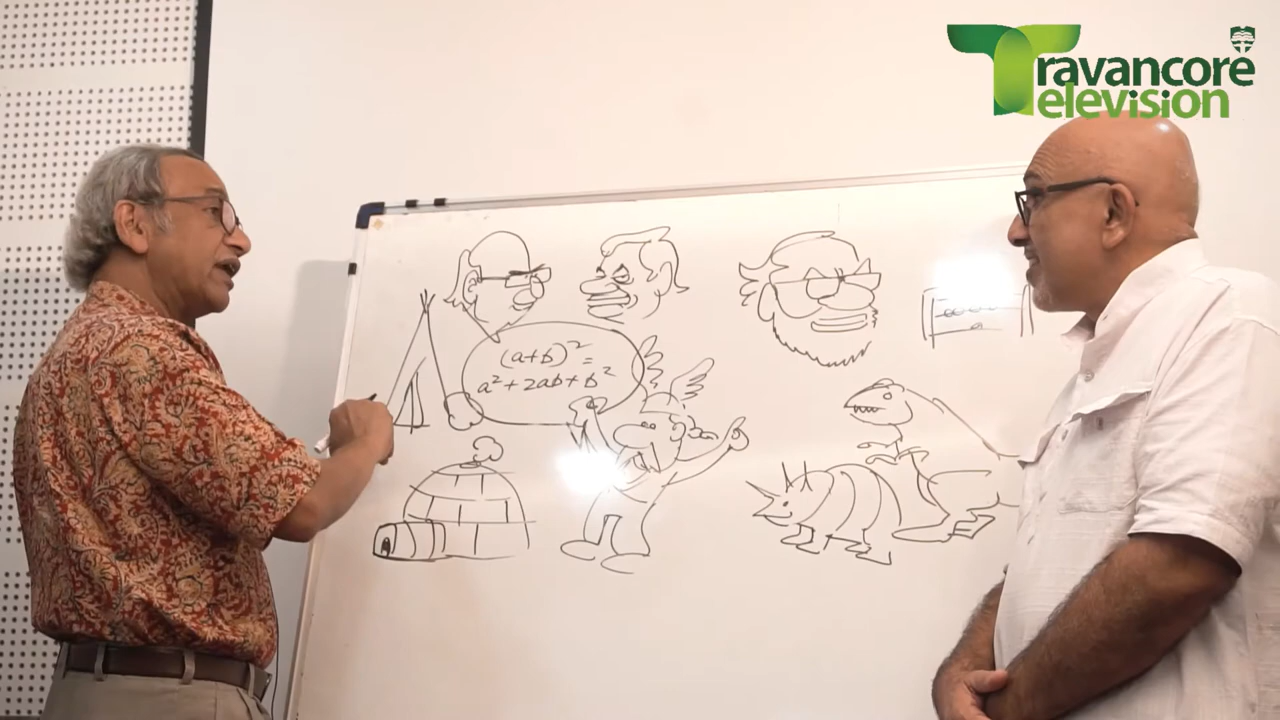 Travancore
Television
(a+b)² =
a²+2ab+b²